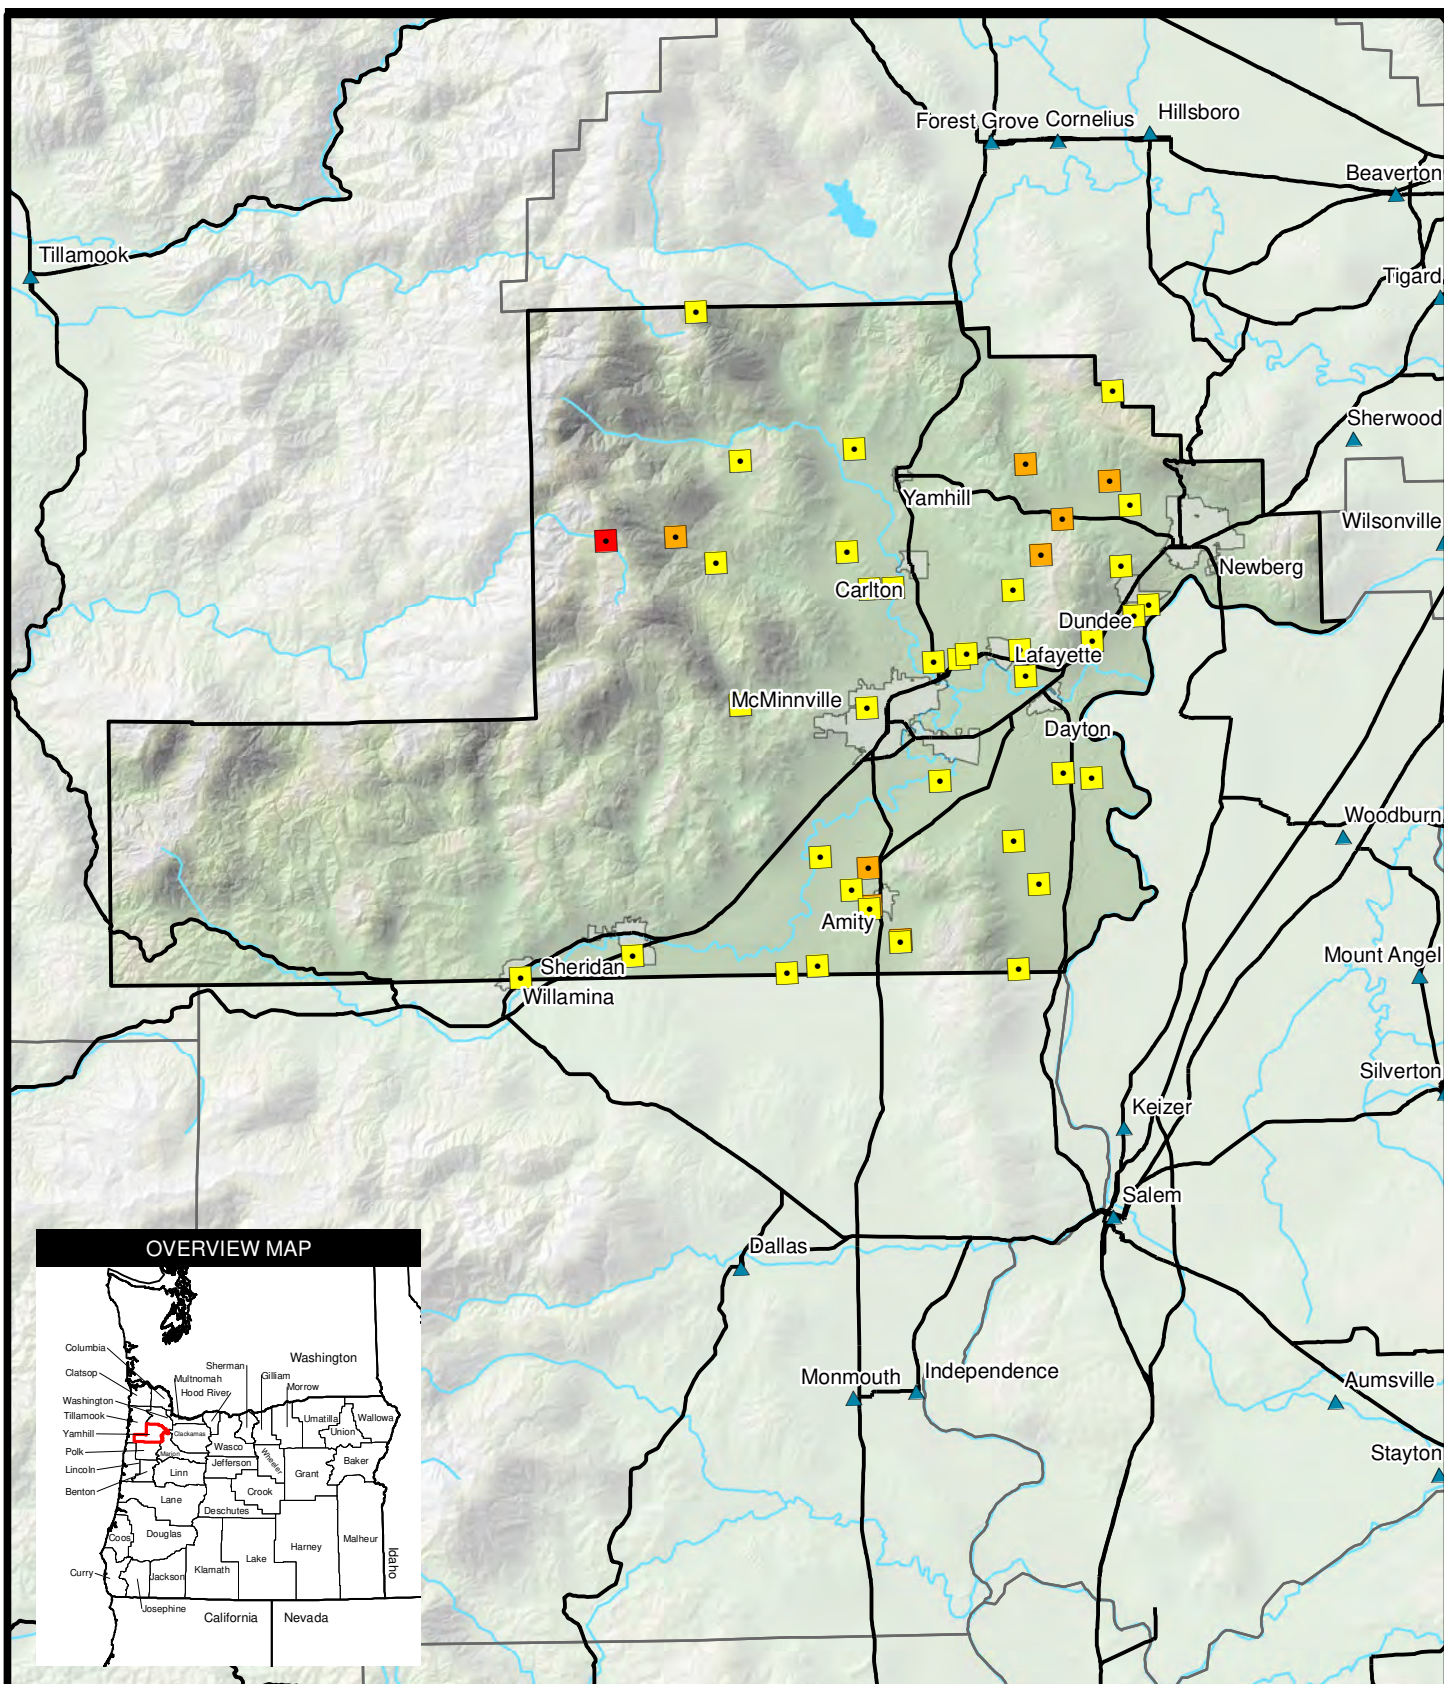 Forest Grove
Cornelius
Hillsboro
Beaverton
Tillamook
Tigard
Sherwood
Yamhill
Wilsonville
Newberg
Carlton
Dundee
Lafayette
McMinnville
Dayton
Woodburn
Amity
Mount Angel
Sheridan
Willamina
Silverton
Keizer
Salem
Dallas
Independence
Monmouth
Aumsville
Stayton
OVERVIEW MAP
Columbia
Washington
Sherman
Clatsop
Multnomah
Gilliam
Hood River
Morrow
Washington
Tillamook
Umatilla
Wallowa
Yamhill
Clackamas
Union
Polk
Marion
Wasco
Wheeler
Baker
Lincoln
Linn
Jefferson
Grant
Benton
Crook
Lane
Deschutes
Coos
Douglas
Malheur
Harney
Lake
Idaho
Curry
Jackson
Klamath
Josephine
California
Nevada